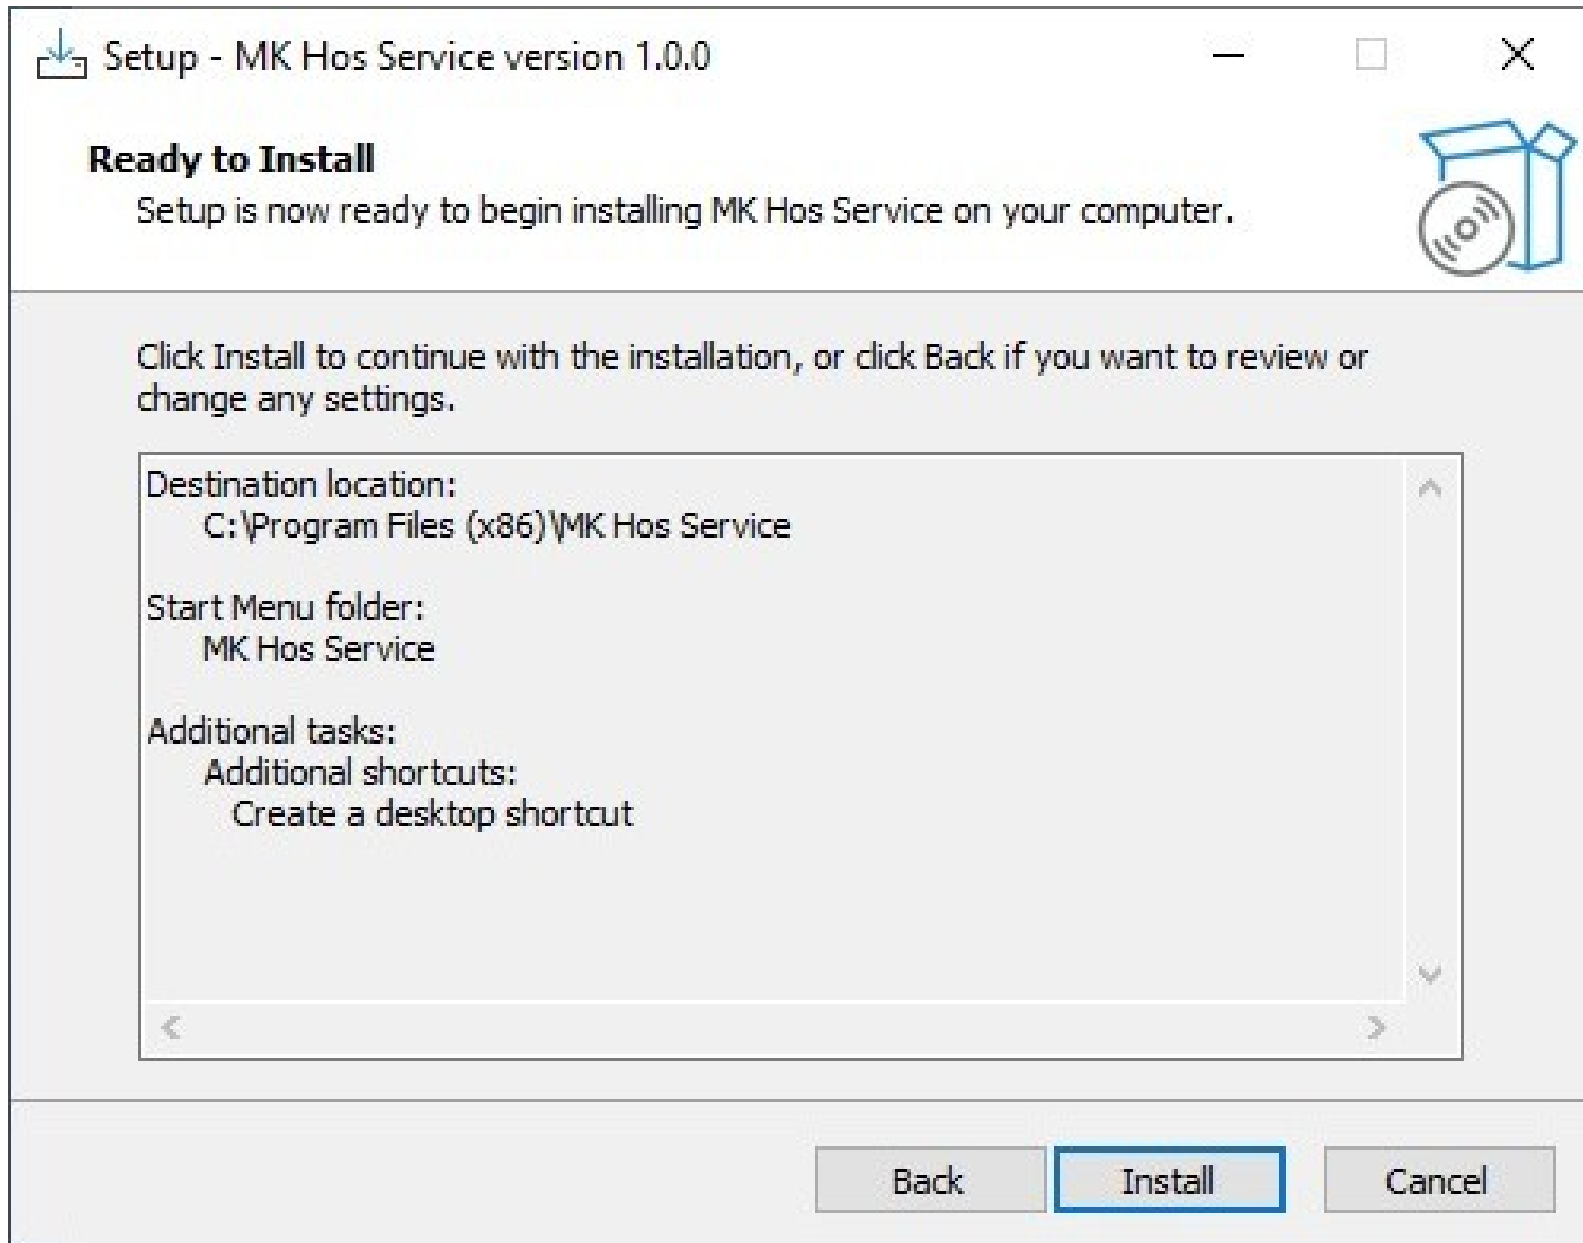 Setup - MK Hos Service version 1.0.0
Ready to Install
Setup is now ready to begin installing MK Hos Service on your computer.
Click Install to continue with the installation, or click Back if you want to review or
change any settings.
Destination location:
C:\Program Files (x86)\MK Hos Service
Start Menu folder:
MK Hos Service
Additional tasks:
Additional shortcuts:
Create a desktop shortcut
Back
Install
Cancel